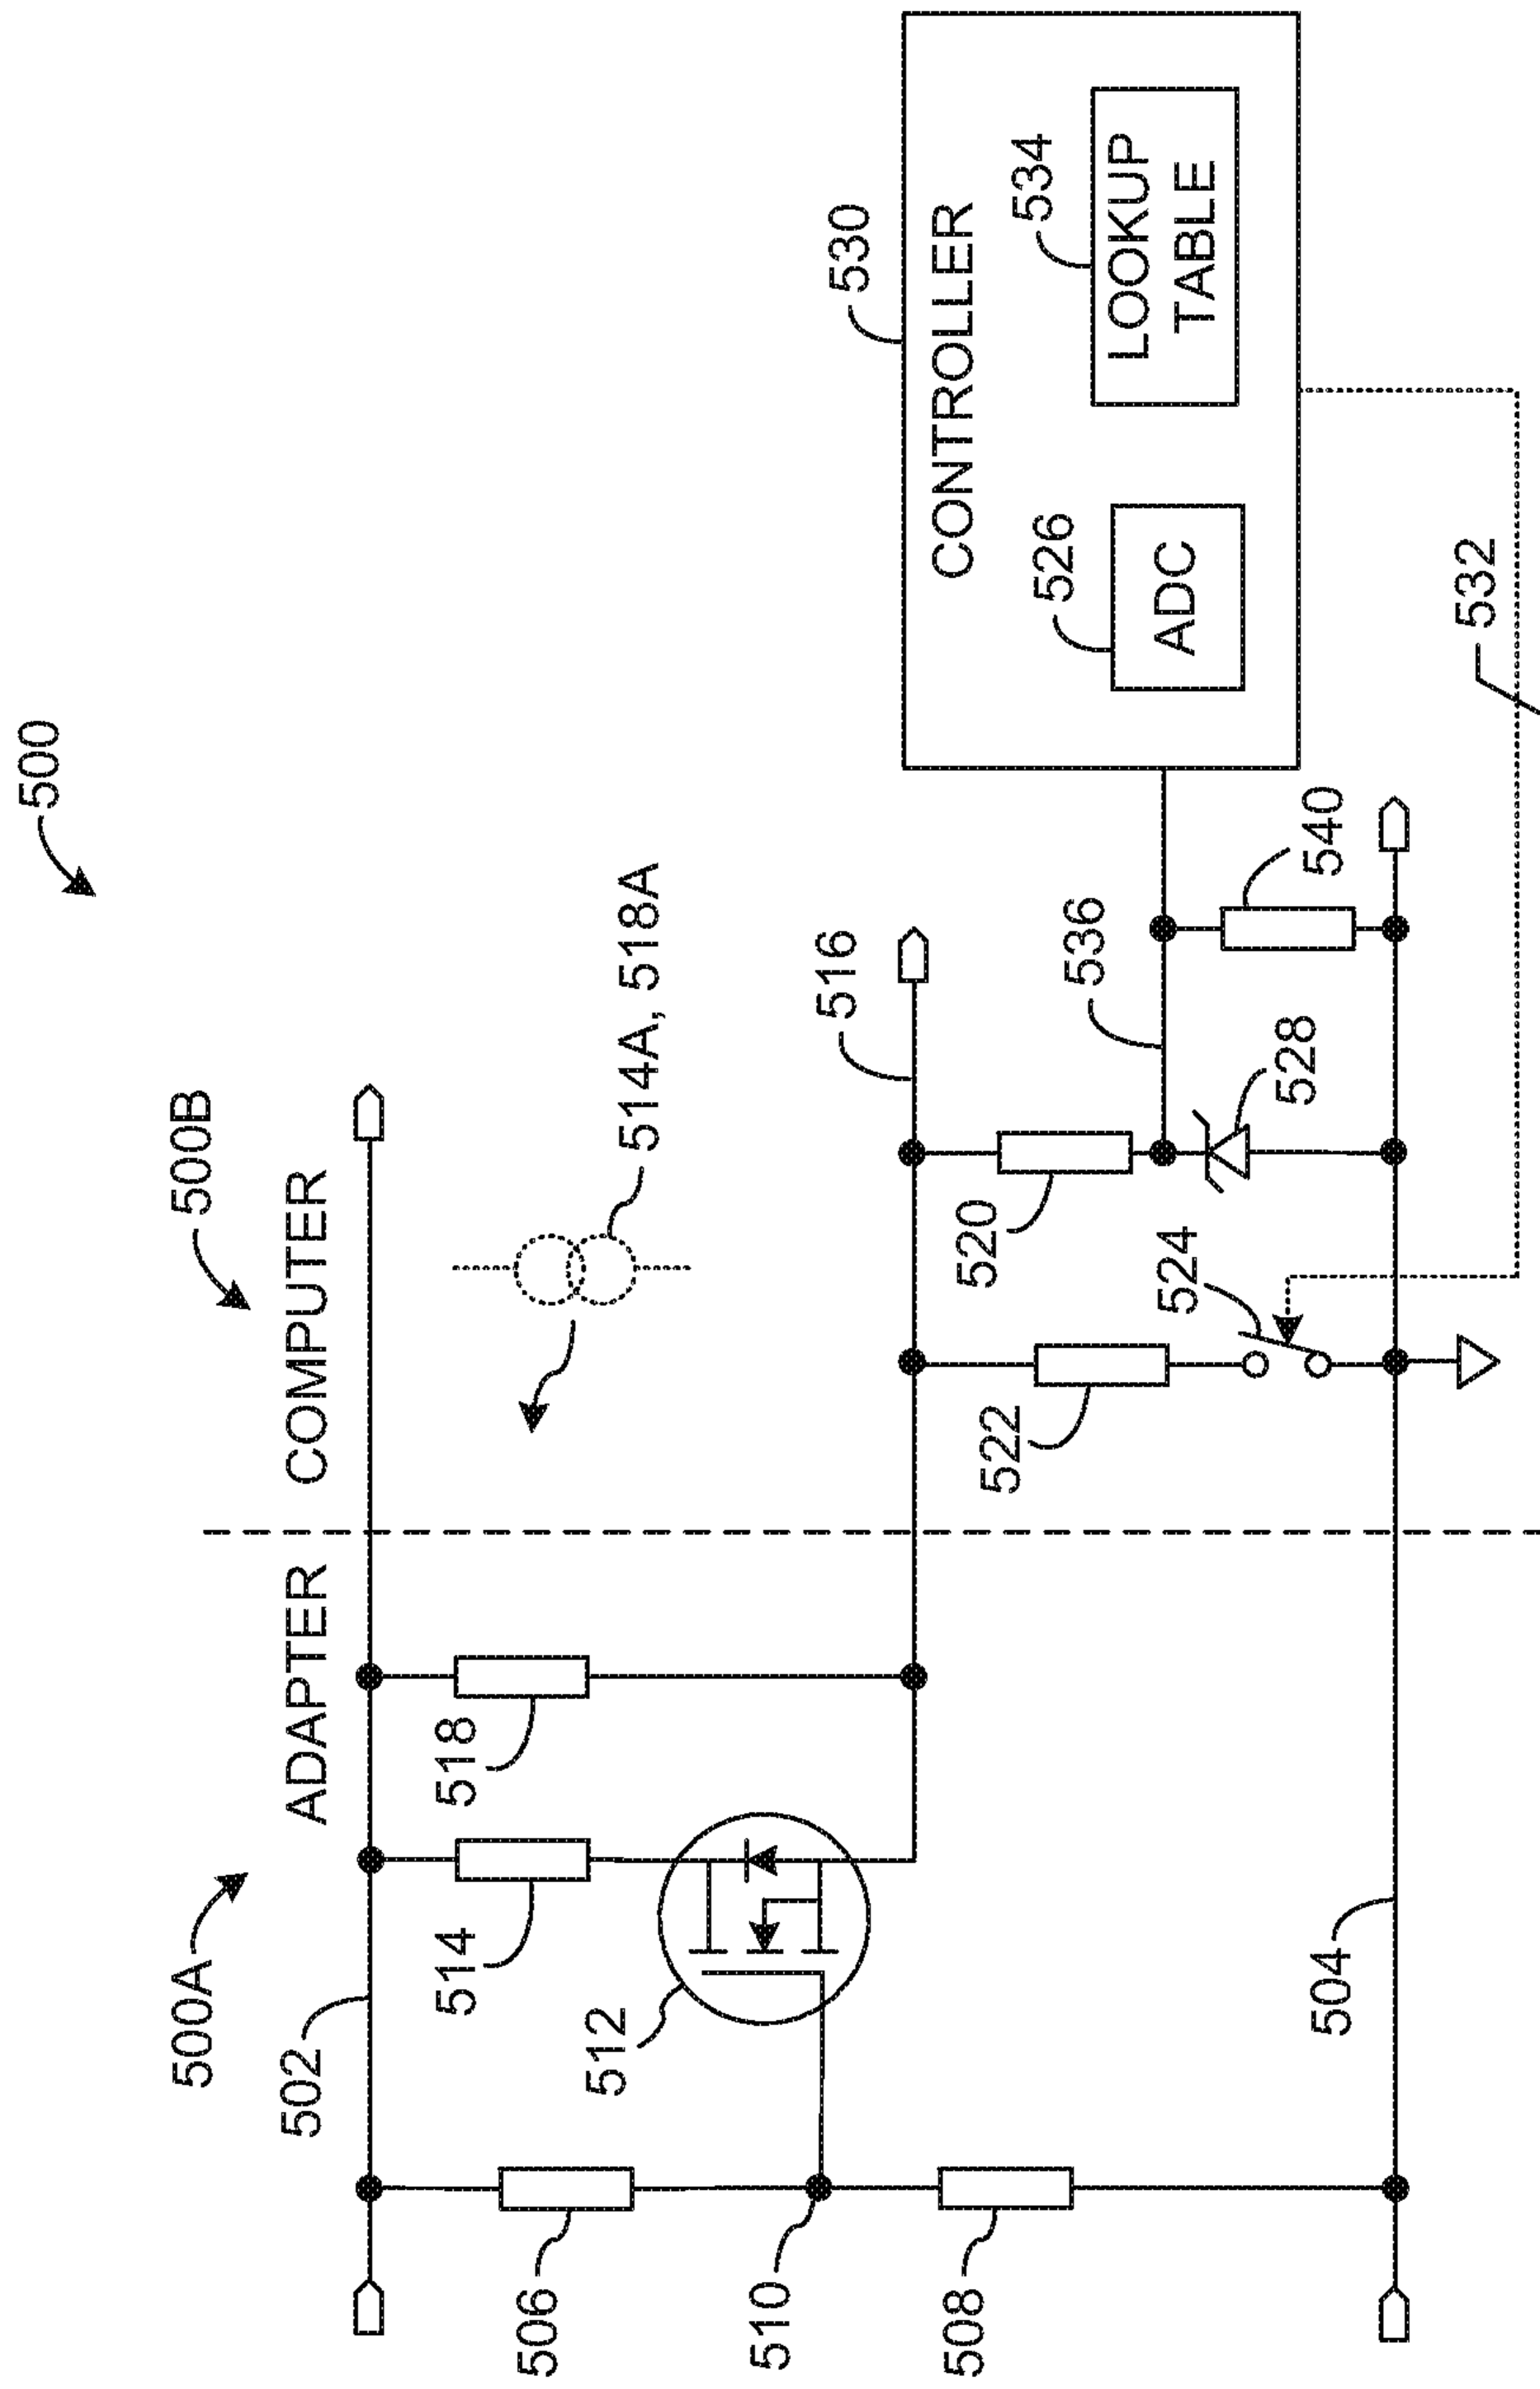 500
500A
ADAPTER
COMPUTER
500B
502
514A, 518A
506
514
518
512
510
508
504
516
522
520
524
528
536
540
530
CONTROLLER
526
ADC
534
LOOKUP
TABLE
532